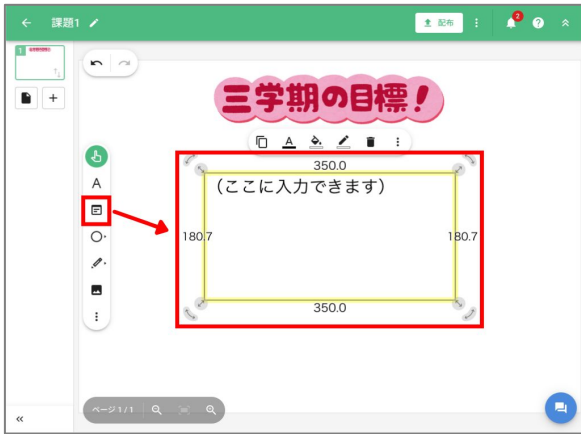 課題1
配布
2
1
三学期の目標!
A
350.0
(ここに入力できます)
A
180.7
180.7
350.0
ページ 1 / 1